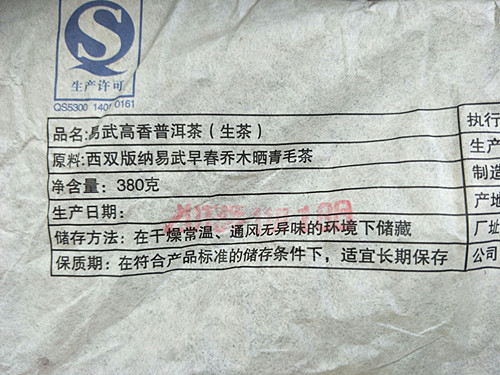 S
生产许可
QS5300 140 0161
品名:易武高香普洱茶（生茶）
执行
原料:西双版纳易武早春乔木晒青毛茶
生产
净含量：380克
制造
生产日期：
产地
储存方法：在干燥常温、通风无异味的环境下储藏
厂址
保质期：在符合产品标准的储存条件下，适宜长期保存
公司